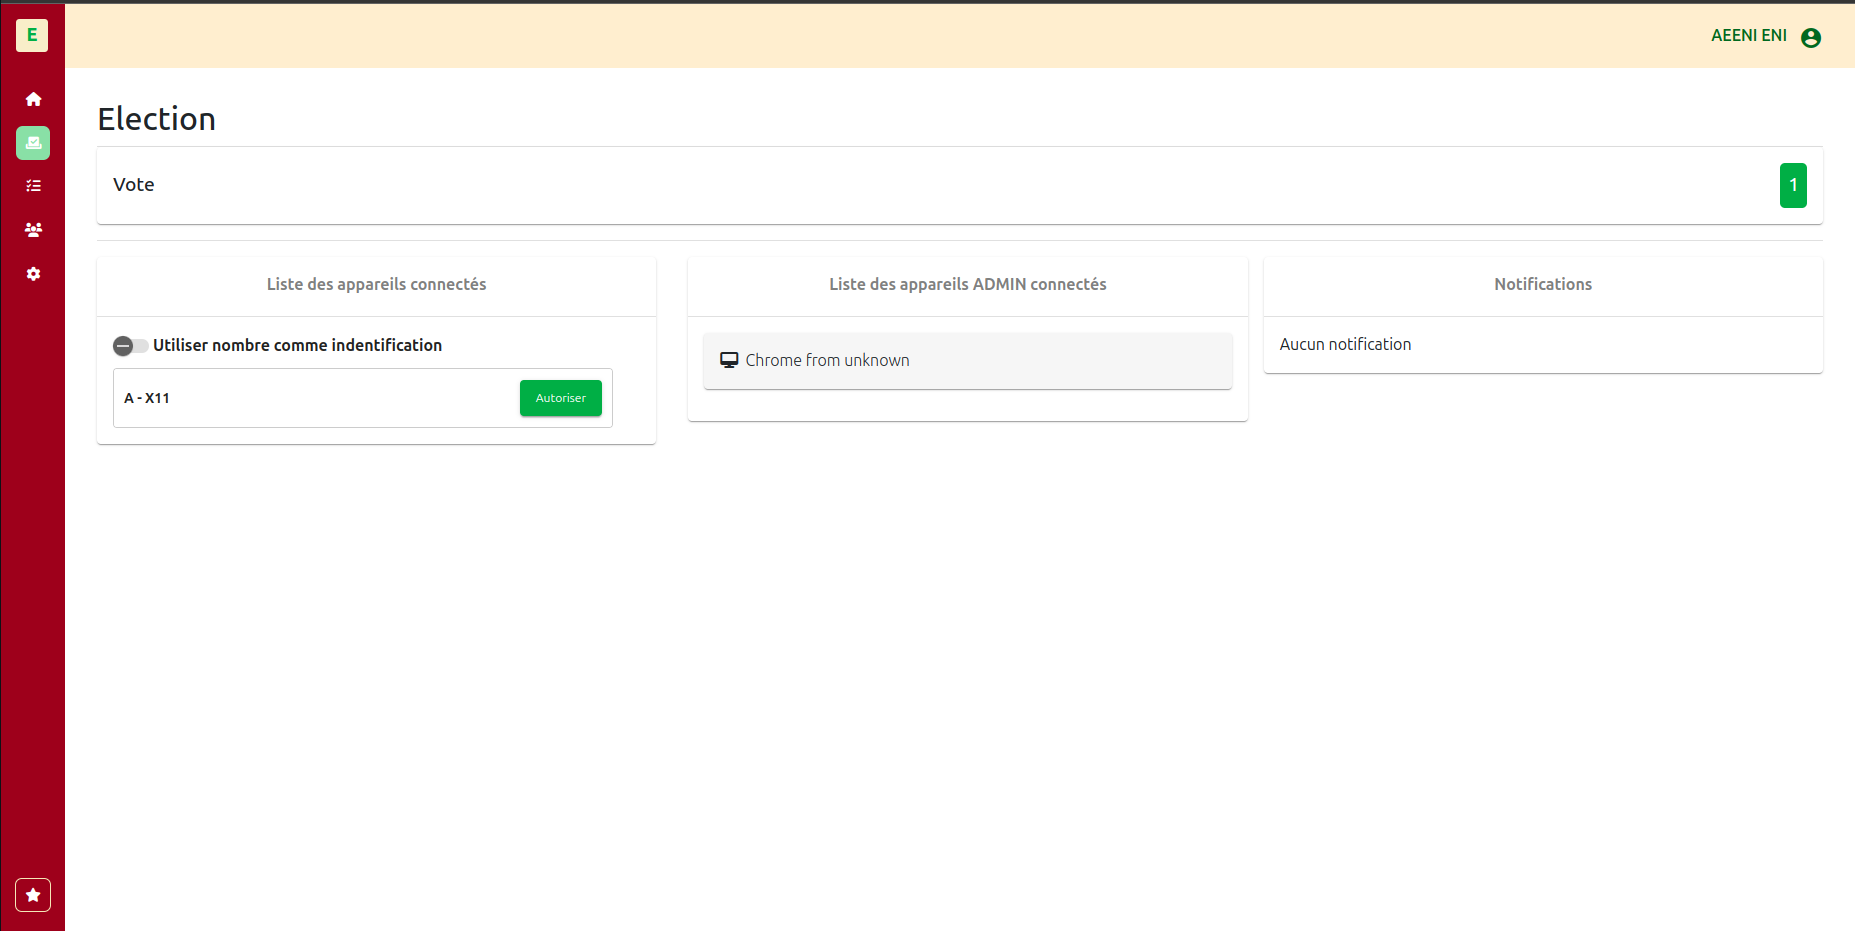 E
AEENI ENI
Election
Vote
1
Liste des appareils connectés
Utiliser nombre comme indentification
A - X11
Autoriser
Liste des appareils ADMIN connectés
Chrome from unknown
Notifications
Aucun notification